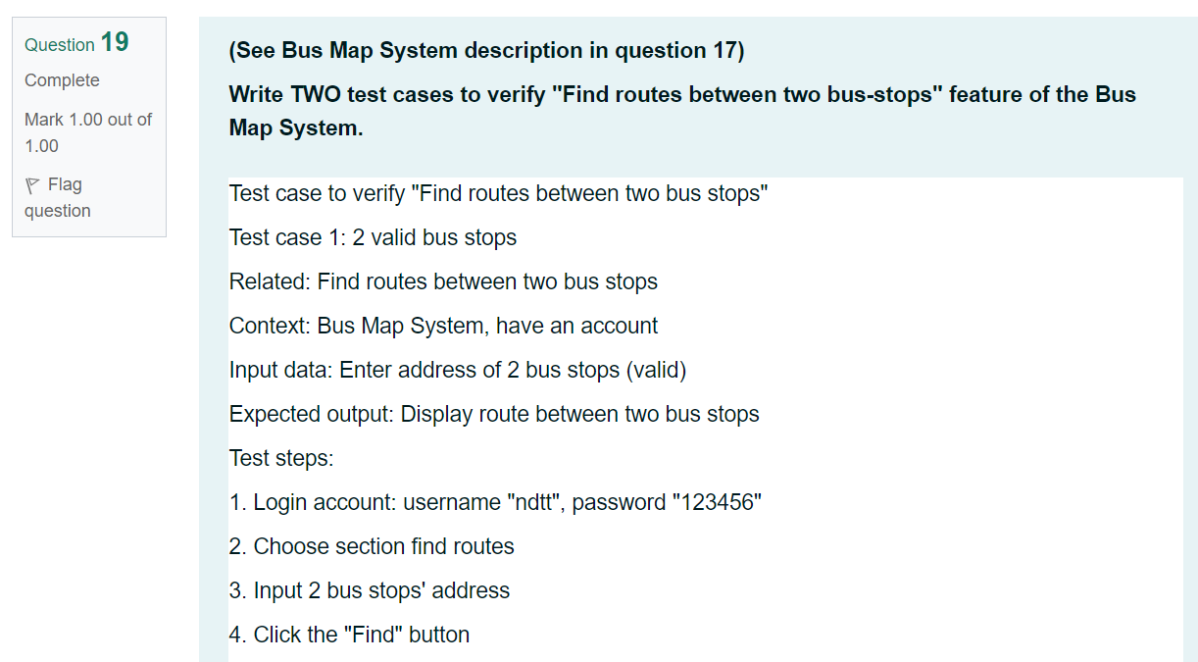 Question 19
Complete
Mark 1.00 out of
1.00
Flag
question
(See Bus Map System description in question 17)
Write TWO test cases to verify "Find routes between two bus-stops" feature of the Bus
Map System.
Test case to verify "Find routes between two bus stops"
Test case 1: 2 valid bus stops
Related: Find routes between two bus stops
Context: Bus Map System, have an account
Input data: Enter address of 2 bus stops (valid)
Expected output: Display route between two bus stops
Test steps:
1. Login account: username "ndtt", password "123456"
2. Choose section find routes
3. Input 2 bus stops' address
4. Click the "Find" button